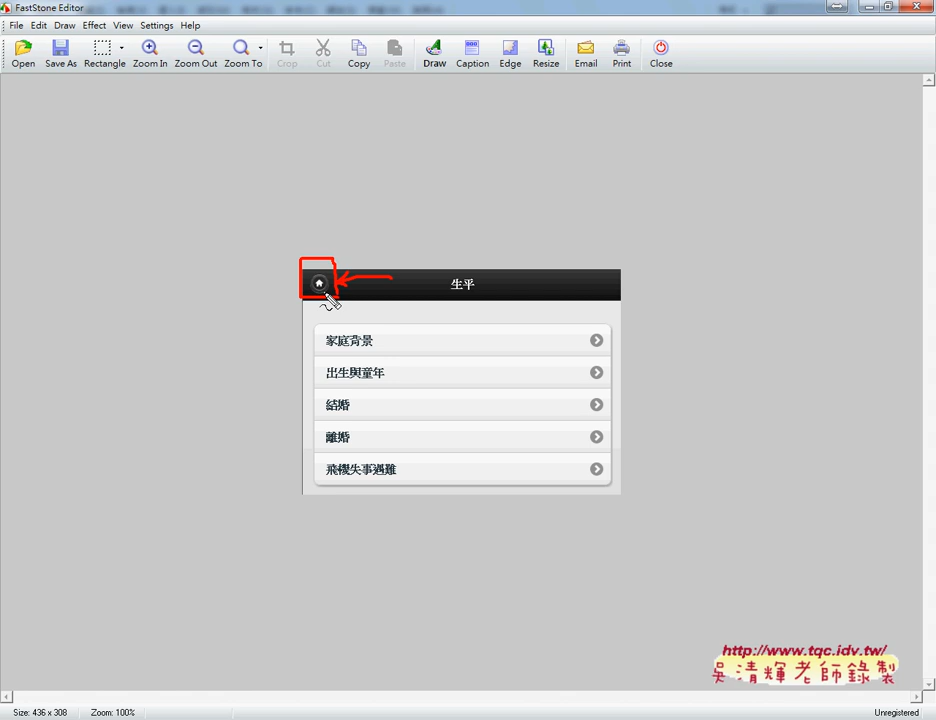 FastStone Editor
File Edit Draw Effect View Settings Help
Open Save As Rectangle Zoom In Zoom Out Zoom To Crop Cut Copy Paste Draw Caption Edge Resize Email Print Close
生平
家庭背景
出生與童年
結婚
離婚
飛機失事遇難
http://www.tqc.idv.tw/
吳清輝老師錄製
Size: 436 x 308 Zoom: 100% Unregistered